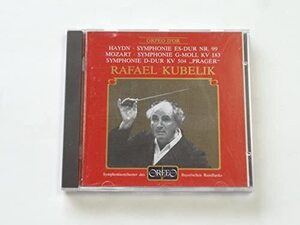 ORFEO D'OR
HAYDN · SYMPHONIE ES-DUR NR. 99
MOZART · SYMPHONIE G-MOLL KV 183
SYMPHONIE D-DUR KV 504 „PRAGER"
RAFAEL KUBELIK
Symphonieorchester des ORFEO Bayerischen Rundfunks